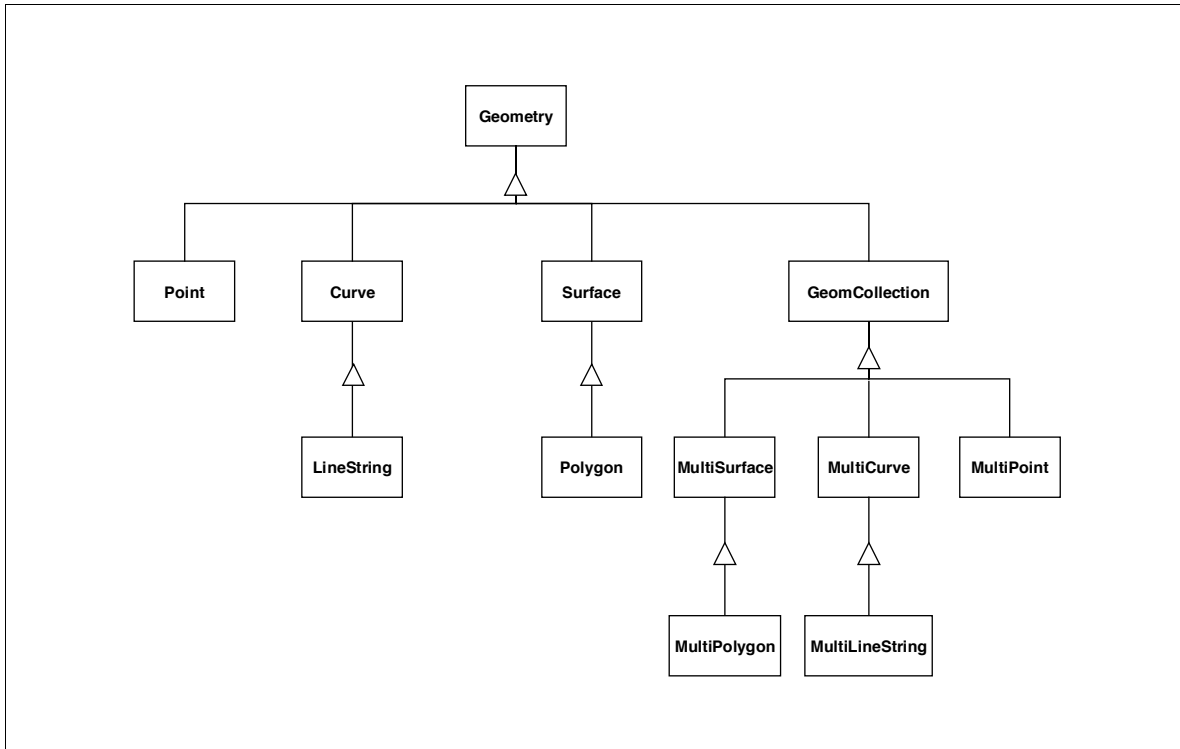 Geometry
Point
Curve
Surface
GeomCollection
LineString
Polygon
MultiSurface
MultiCurve
MultiPoint
MultiPolygon
MultiLineString